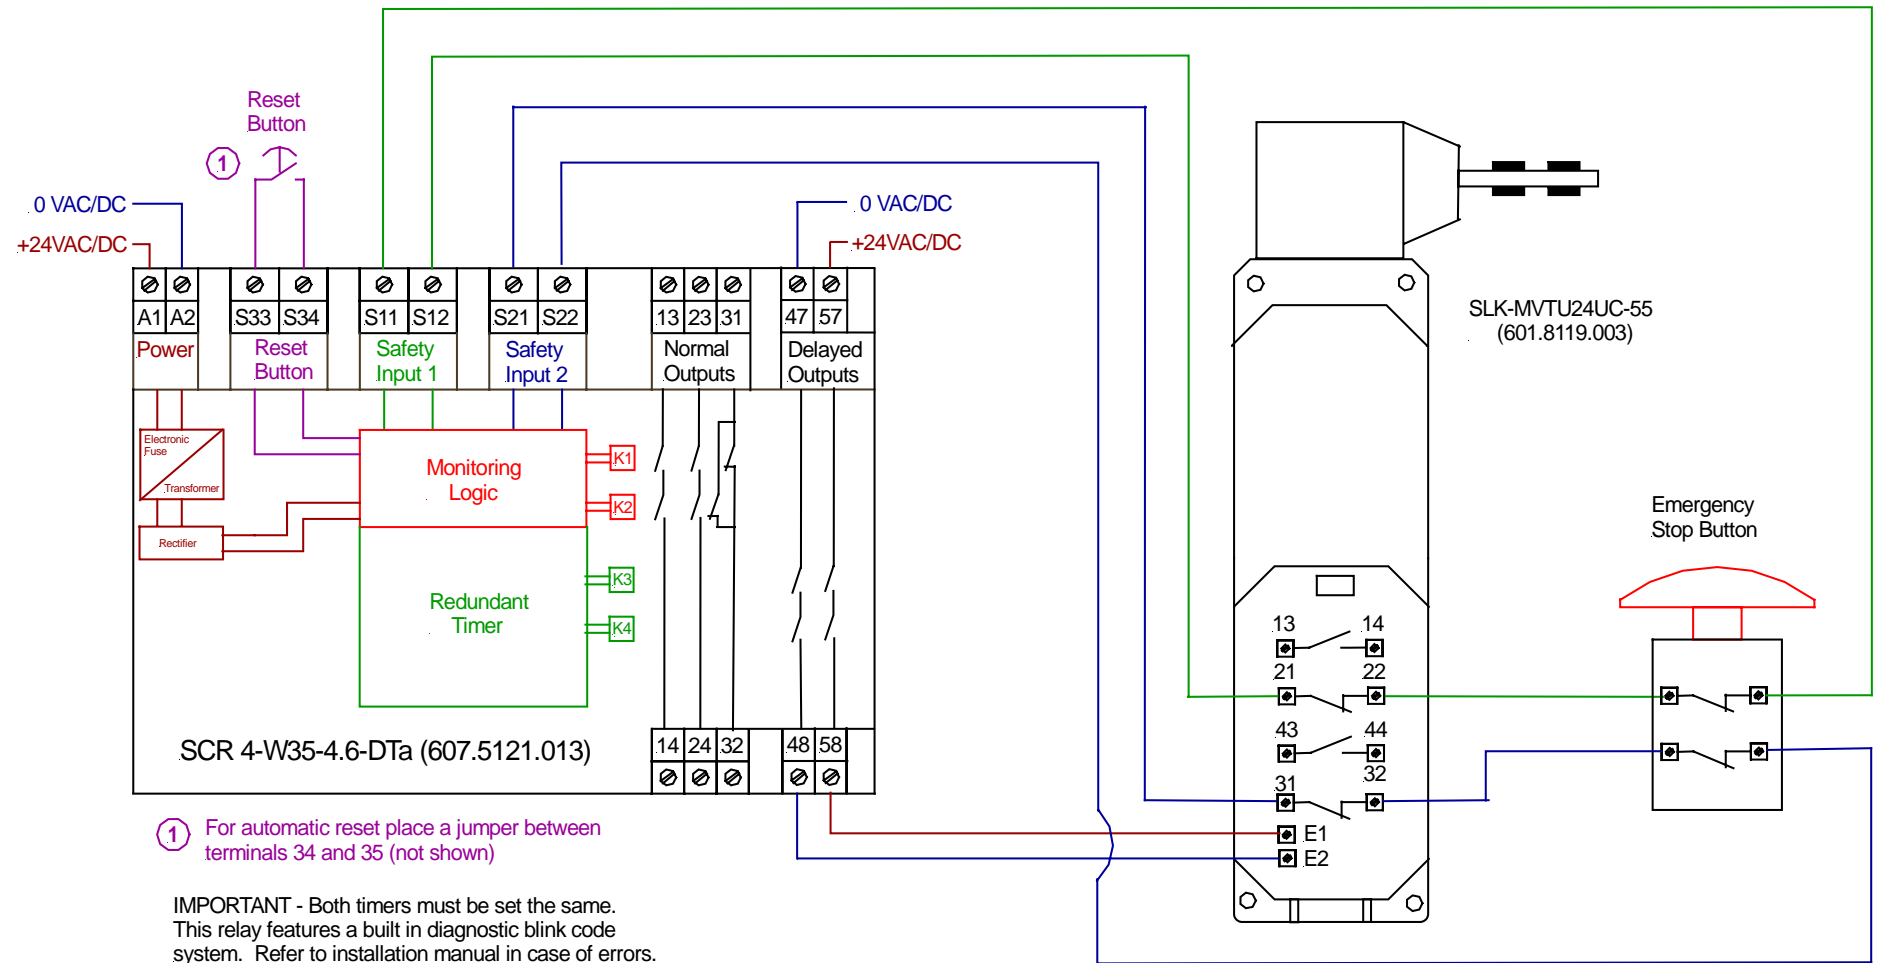 Reset
Button
1
0 VAC/DC
+24VAC/DC
0 VAC/DC
+24VAC/DC
A1 A2 S33 S34 S11 S12 S21 S22 13 23 31 47 57
Power
Reset
Button
Safety
Input 1
Safety
Input 2
Normal
Outputs
Delayed
Outputs
Electronic
Fuse
Transformer
Rectifier
Monitoring
Logic
K1
K2
Redundant
Timer
K3
K4
SCR 4-W35-4.6-DTa (607.5121.013)
14 24 32 48 58
1 For automatic reset place a jumper between
terminals 34 and 35 (not shown)
IMPORTANT - Both timers must be set the same.
This relay features a built in diagnostic blink code
system. Refer to installation manual in case of errors.
SLK-MVTU24UC-55
(601.8119.003)
13 14
21 22
43 44
31 32
E1
E2
Emergency
Stop Button